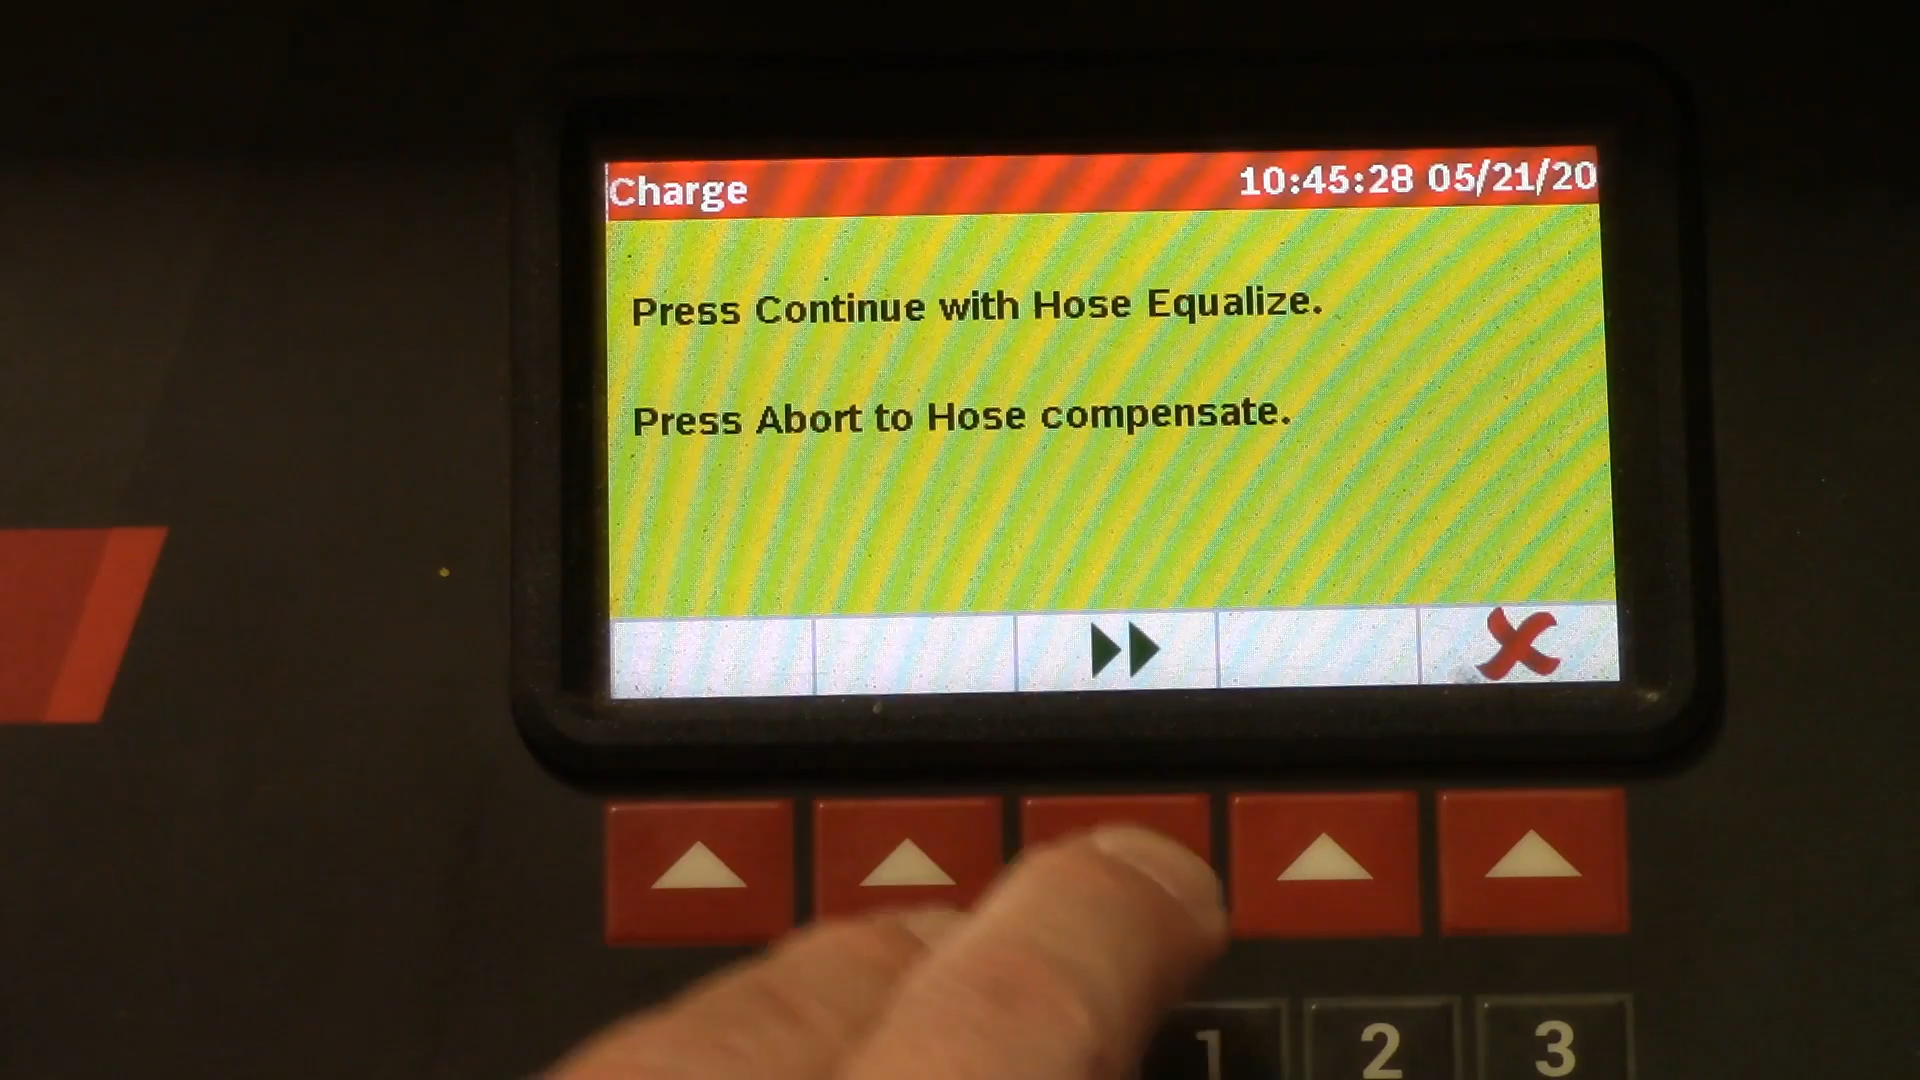 Charge 10:45:28 05/21/20
Press Continue with Hose Equalize.
Press Abort to Hose compensate.
1 2 3